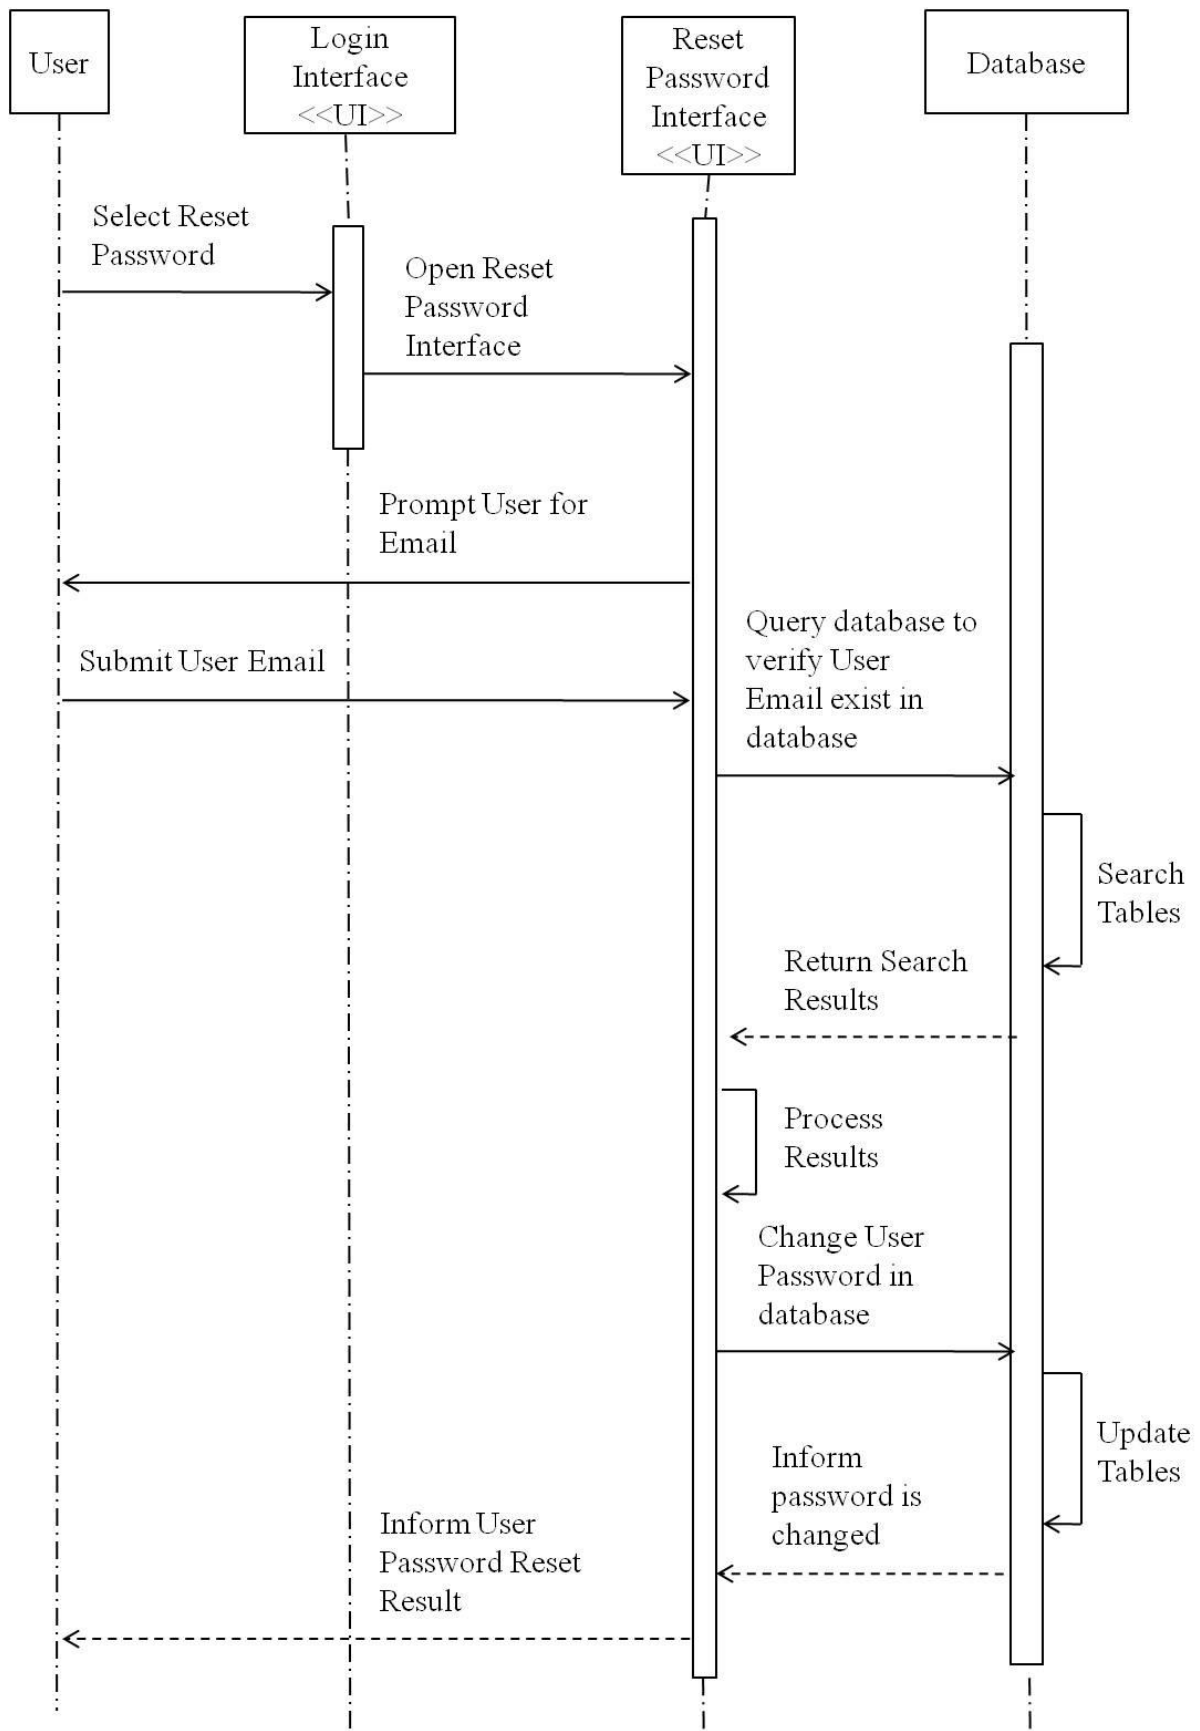 User
Login
Interface
<<UI>>
Reset
Password
Interface
<<UI>>
Database
Select Reset
Password
Open Reset
Password
Interface
Prompt User for
Email
Submit User Email
Query database to
verify User
Email exist in
database
Search
Tables
Return Search
Results
Process
Results
Change User
Password in
database
Update
Tables
Inform
password is
changed
Inform User
Password Reset
Result